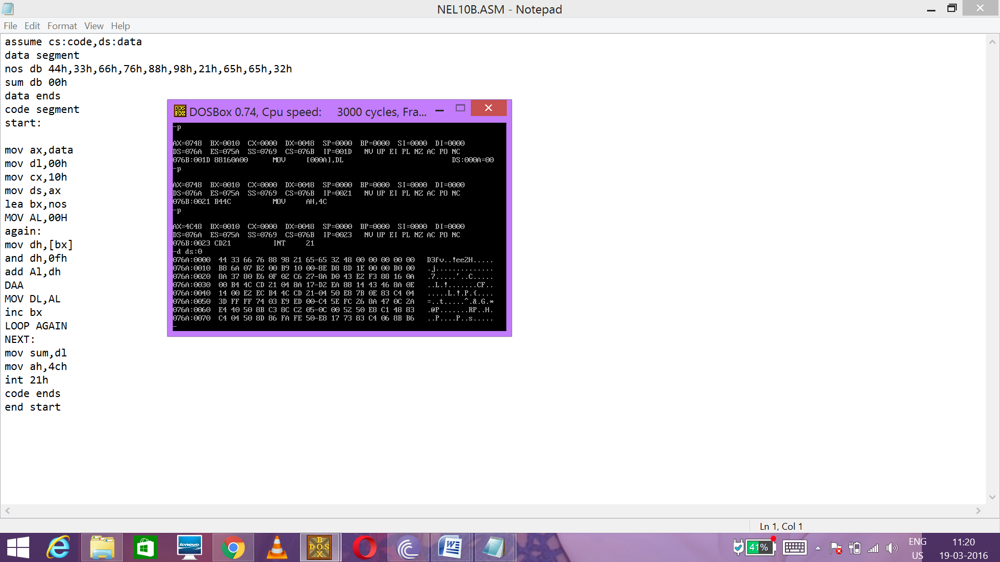 NEL10B.ASM - Notepad
File Edit Format View Help
assume cs:code,ds:data
data segment
nos db 44h,33h,66h,76h,88h,98h,21h,65h,65h,32h
sum db 00h
data ends
code segment
start:
mov ax,data
mov dl,00h
mov cx,10h
mov ds,ax
lea bx,nos
MOV AL,00H
again:
mov dh,[bx]
and dh,0fh
add Al,dh
DAA
MOV DL,AL
inc bx
LOOP AGAIN
NEXT:
mov sum,dl
mov ah,4ch
int 21h
code ends
end start
DOSBox 0.74, Cpu speed: 3000 cycles, Fra...
-p
AX=0748 BX=0010 CX=0000 DX=0048 SP=0000 BP=0000 SI=0000 DI=0000
DS=076A ES=075A SS=0769 CS=076B IP=001D NV UP EI PL NZ AC PO NC
076B:001D 88160A00 MOV [000A],DL DS:000A=00
-p
AX=0748 BX=0010 CX=0000 DX=0048 SP=0000 BP=0000 SI=0000 DI=0000
DS=076A ES=075A SS=0769 CS=076B IP=0021 NV UP EI PL NZ AC PO NC
076B:0021 B44C MOV AH,4C
-p
AX=4C48 BX=0010 CX=0000 DX=0048 SP=0000 BP=0000 SI=0000 DI=0000
DS=076A ES=075A SS=0769 CS=076B IP=0023 NV UP EI PL NZ AC PO NC
076B:0023 CD21 INT 21
-d ds:0
076A:0000 44 33 66 76 88 98 21 65-65 32 48 00 00 00 00 00 D3fv..!ee2H.....
076A:0010 B8 6A 07 B2 00 B9 10 00-8E D8 8D 1E 00 00 B0 00 .j..............
076A:0020 8A 37 80 E6 0F 02 C6 27-8A D0 43 E2 F3 88 16 0A .7.....'..C.....
076A:0030 00 B4 4C CD 21 04 8A 17-D2 EA 88 14 43 46 8A 0E ..L.!.......CF..
076A:0040 14 00 E2 EC B4 4C CD 21-04 50 E8 7B 0E 83 C4 04 .....L.!.P.{....
076A:0050 3D FF FF 74 03 E9 ED 00-C4 5E FC 26 8A 47 0C 2A =..t.....^.&.G.*
076A:0060 E4 40 50 8B C3 8C C2 05-0C 00 52 50 E8 C1 48 83 .@P.......RP..H.
076A:0070 C4 04 50 8D 86 FA FE 50-E8 17 73 83 C4 06 8B B6 ..P....P..s.....
-
Ln 1, Col 1
lenovo
DOS BOX
41%
ENG
US
11:20
19-03-2016